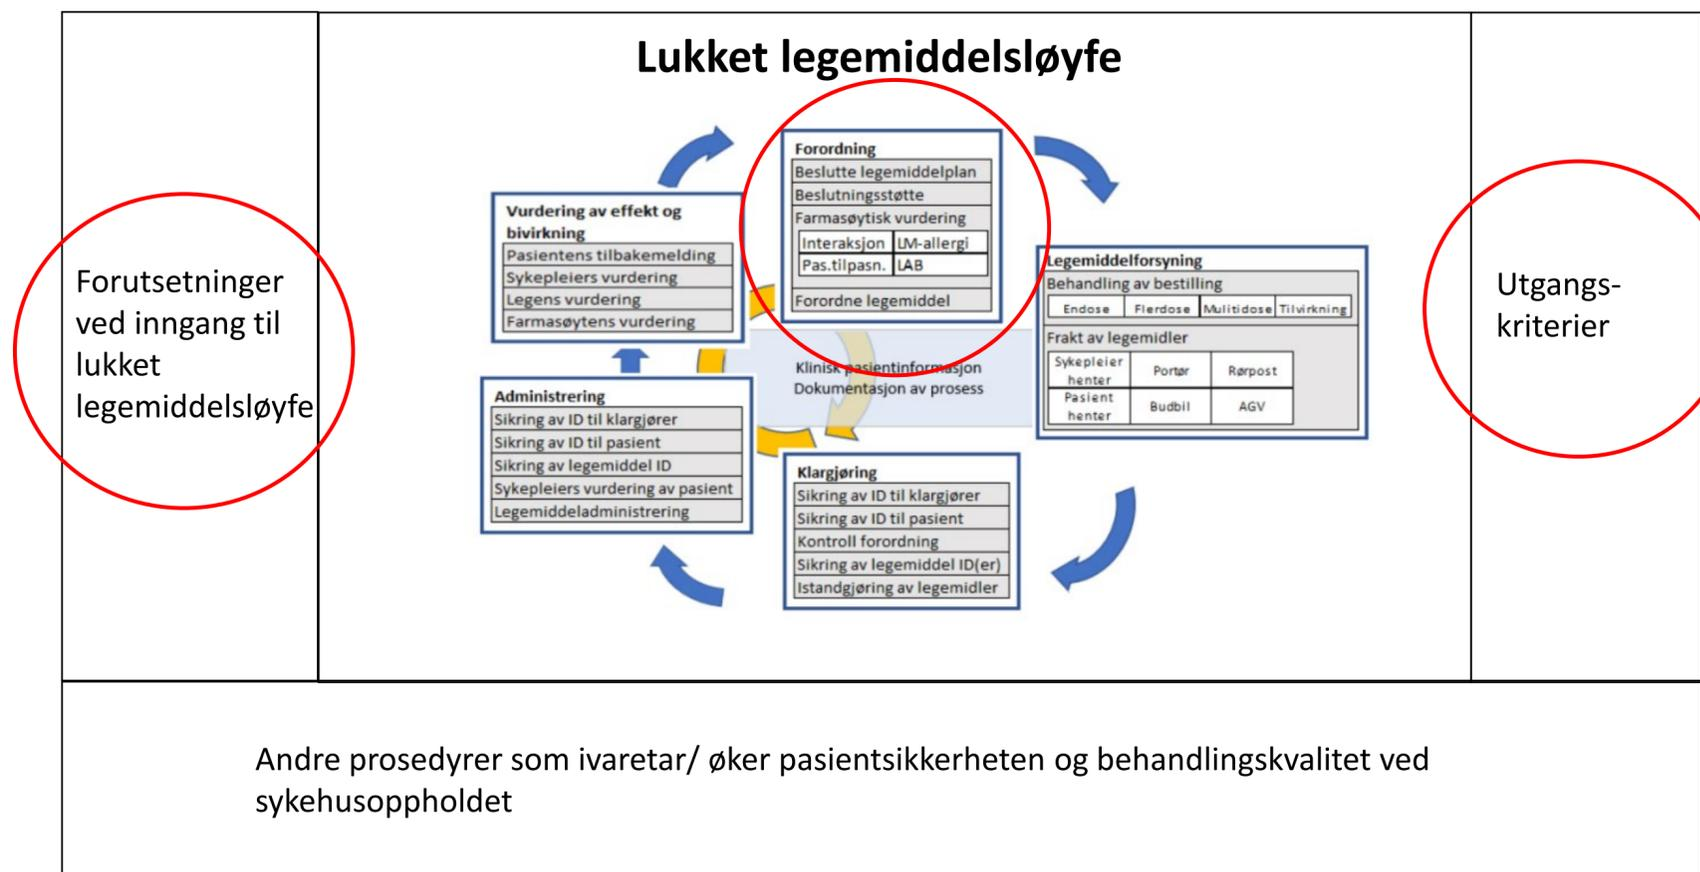 Lukket legemiddelsløyfe
Forutsetninger
ved inngang til
lukket
legemiddelsløyfe
Forordning
Beslutte legemiddelplan
Beslutningsstøtte
Farmasøytisk vurdering
Interaksjon LM-allergi
Pas.tilpasn. LAB
Forordne legemiddel
Vurdering av effekt og
bivirkning
Pasientens tilbakemelding
Sykepleiers vurdering
Legens vurdering
Farmasøytens vurdering
Legemiddelforsyning
Behandling av bestilling
Endose Flerdose Mulitidose Tilvirkning
Frakt av legemidler
Sykepleier
henter
Portør
Rørpost
Pasient
henter
Budbil
AGV
Klinisk pasientinformasjon
Dokumentasjon av prosess
Administrering
Sikring av ID til klargjører
Sikring av ID til pasient
Sikring av legemiddel ID
Sykepleiers vurdering av pasient
Legemiddeladministrering
Klargjøring
Sikring av ID til klargjører
Sikring av ID til pasient
Kontroll forordning
Sikring av legemiddel ID(er)
Istandgjøring av legemidler
Utgangs-
kriterier
Andre prosedyrer som ivaretar/ øker pasientsikkerheten og behandlingskvalitet ved
sykehusoppholdet